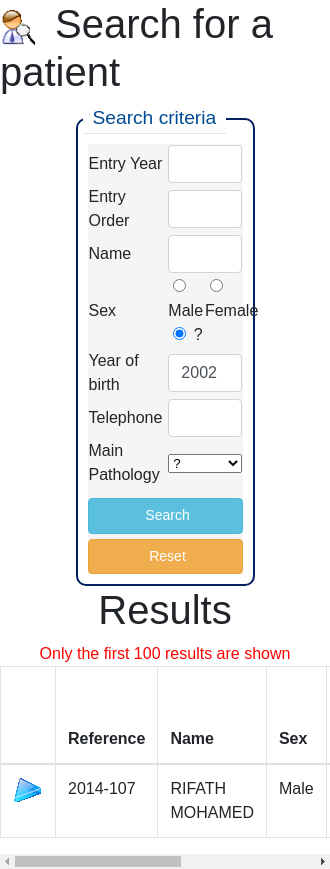 Search for a
patient
Search criteria
Entry Year
Entry
Order
Name
Sex
Male Female
?
Year of
birth
2002
Telephone
Main
Pathology
?
Search
Reset
Results
Only the first 100 results are shown
Reference Name Sex
2014-107 RIFATH Male
MOHAMED